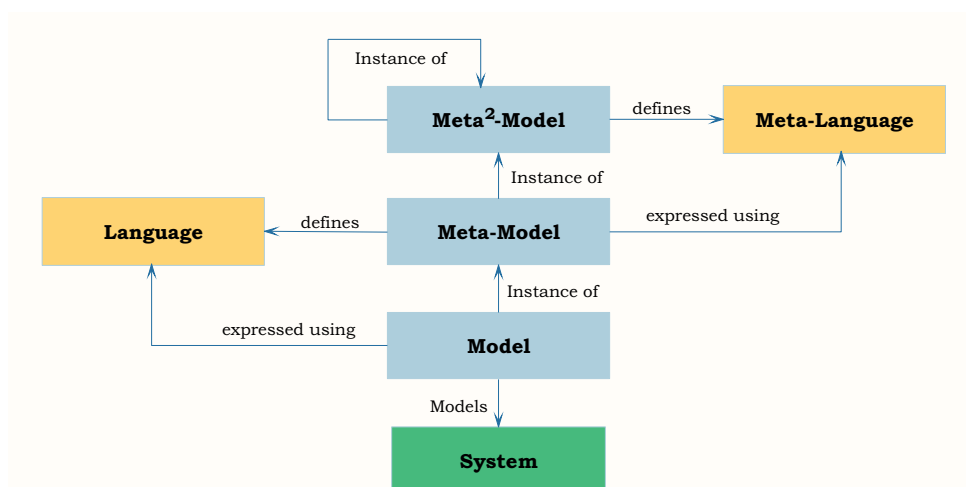 Instance of
Meta²-Model
defines
Meta-Language
Instance of
expressed using
Language
defines
Meta-Model
Instance of
expressed using
Model
Models
System